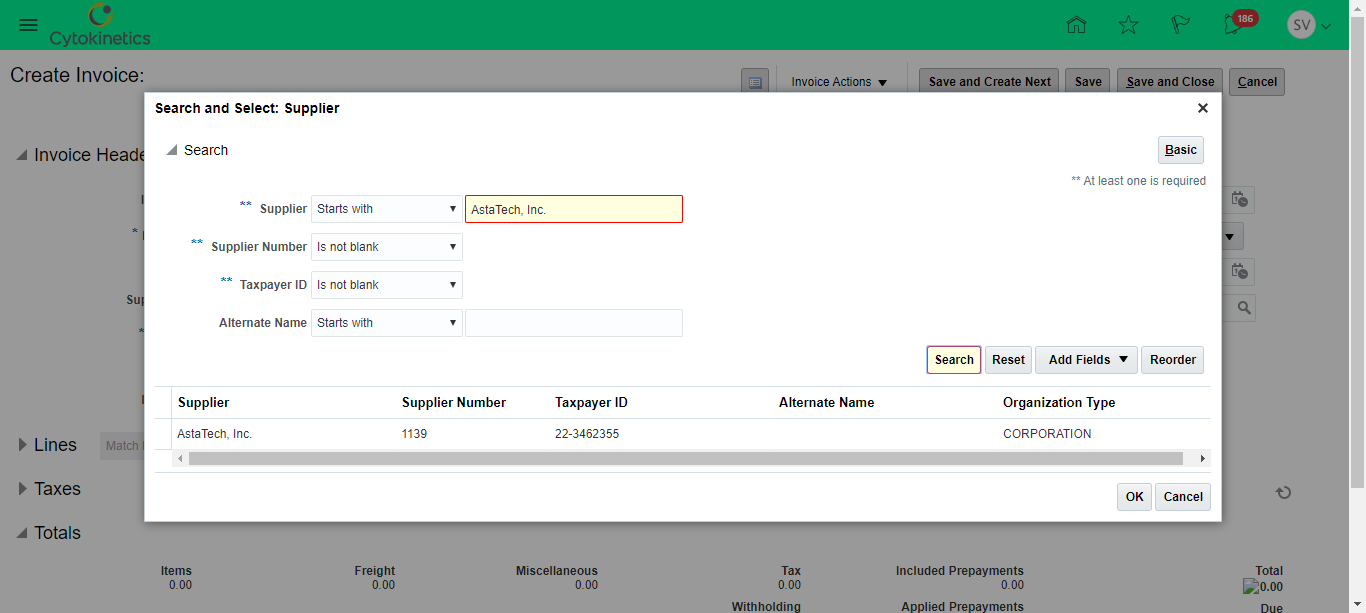 Cytokinetics
186
SV
Create Invoice:
Invoice Actions
Save and Create Next
Save
Save and Close
Cancel
Search and Select: Supplier
Invoice Heade
Search
Basic
** At least one is required
** Supplier Starts with AstaTech, Inc.
** Supplier Number Is not blank
** Taxpayer ID Is not blank
Alternate Name Starts with
Search Reset Add Fields Reorder
Supplier Supplier Number Taxpayer ID Alternate Name Organization Type
AstaTech, Inc. 1139 22-3462355 CORPORATION
Lines
Match
OK Cancel
Taxes
Totals
Items Freight Miscellaneous Tax Included Prepayments Total
0.00 0.00 0.00 0.00 0.00 0.00
Withholding Applied Prepayments Due